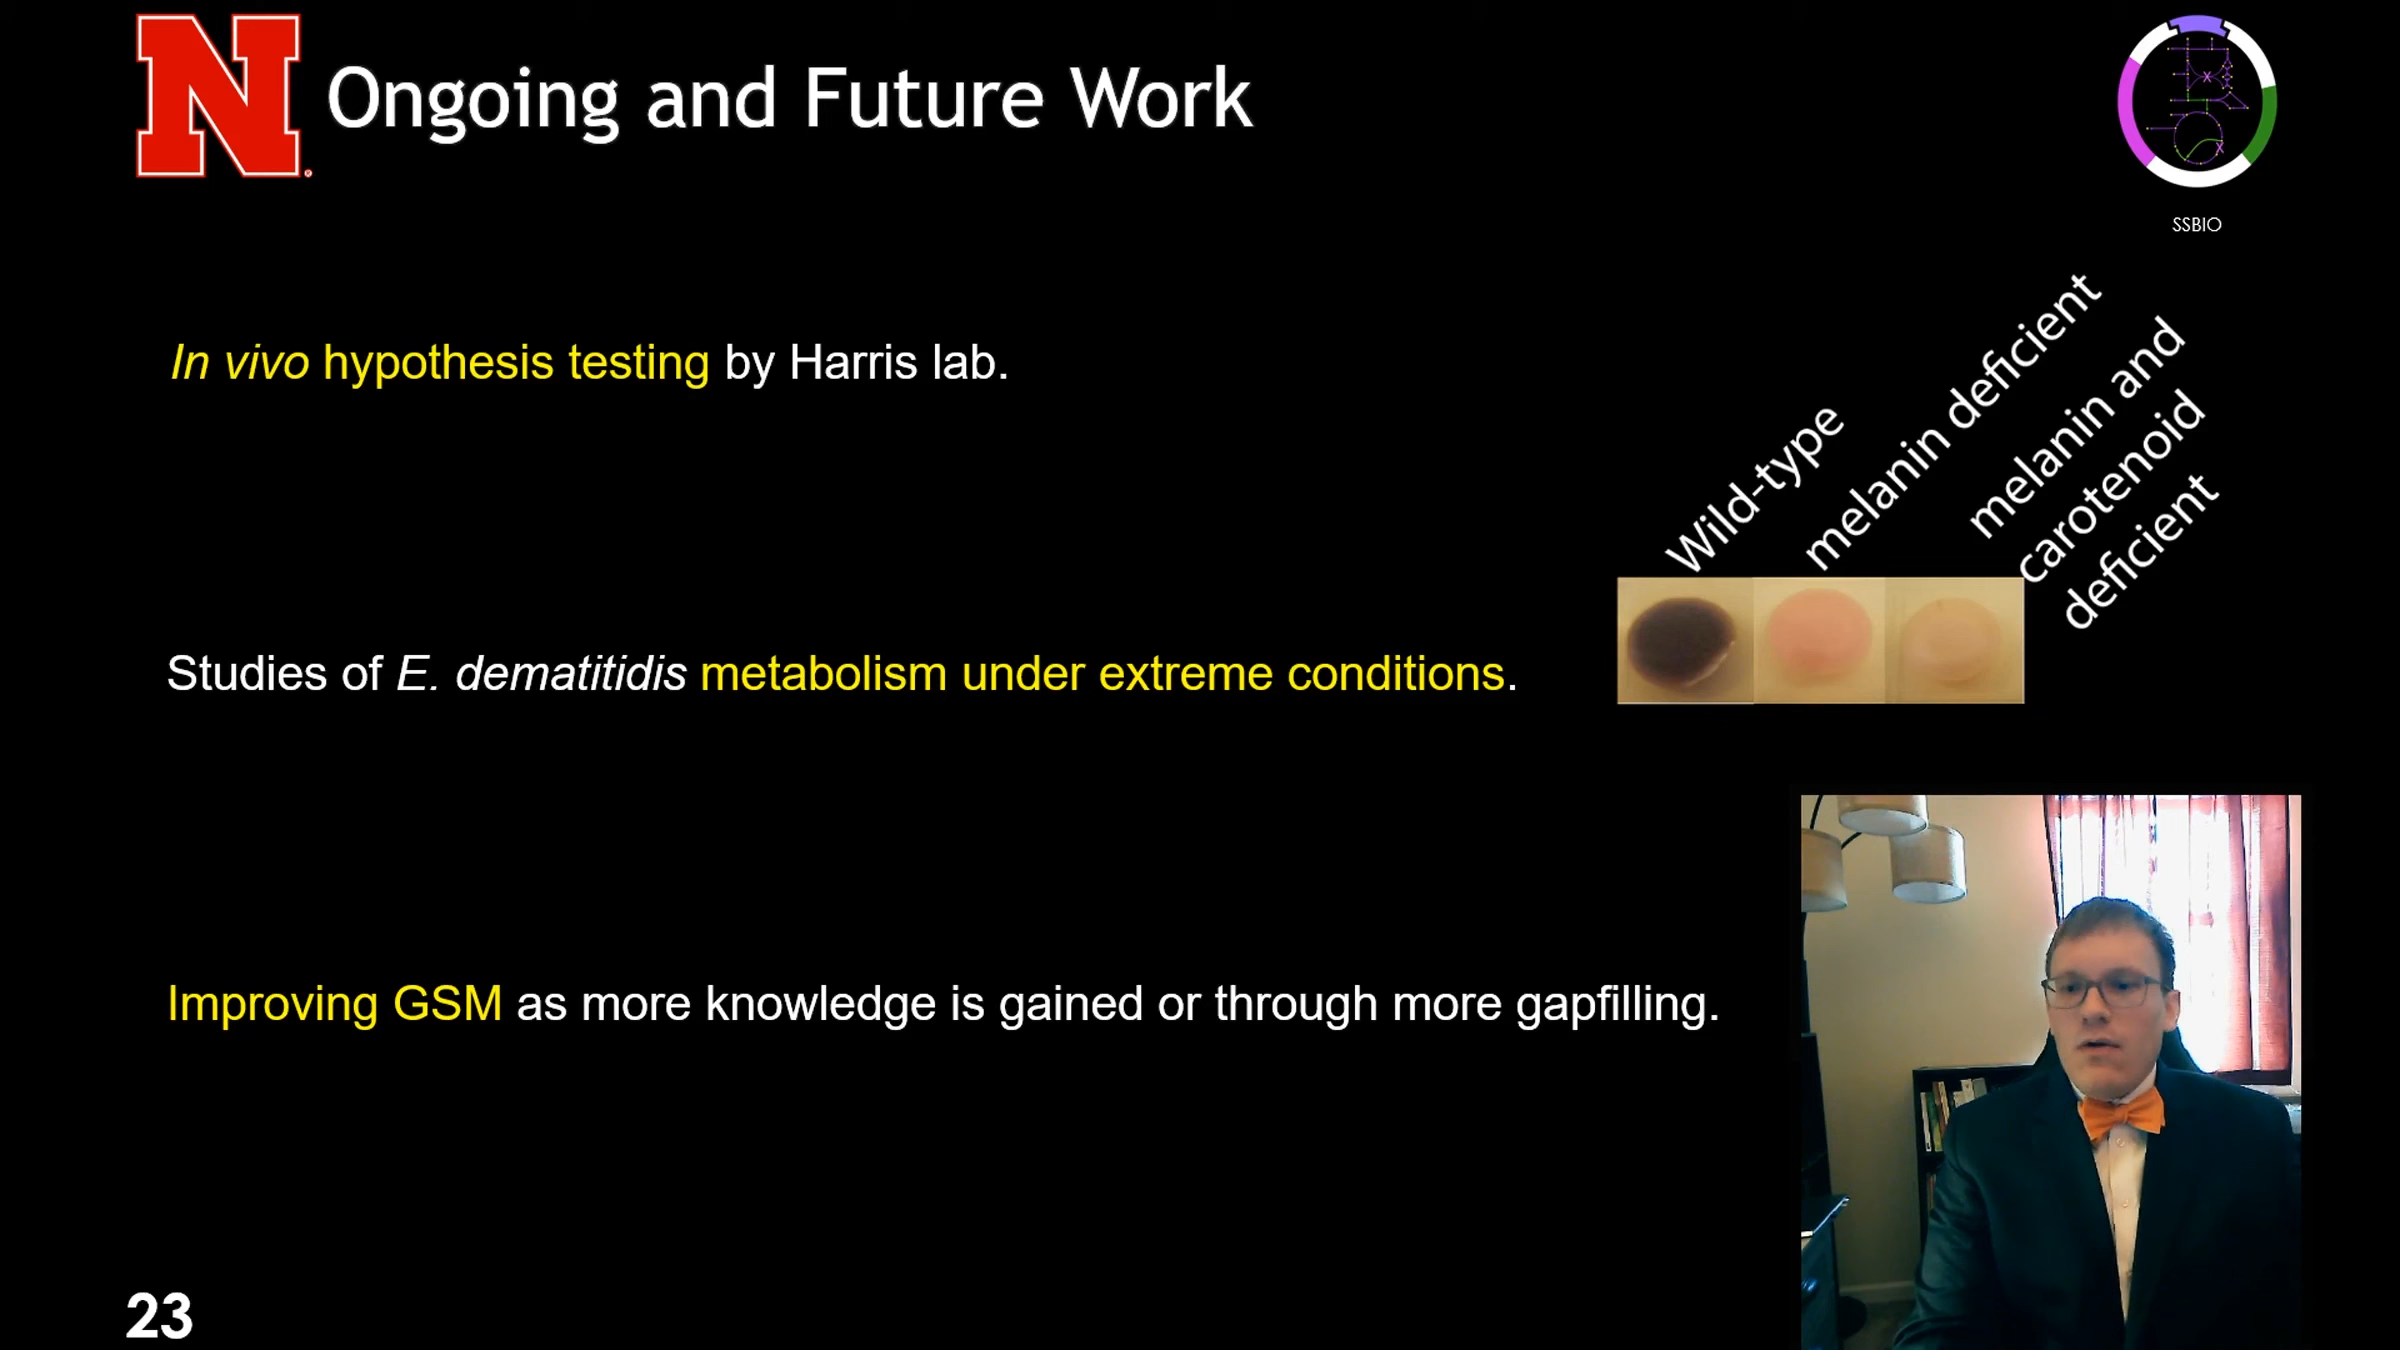 N
®
Ongoing and Future Work
SSBIO
In vivo hypothesis testing by Harris lab.
Wild-type
melanin deficient
melanin and
carotenoid
deficient
Studies of E. dematitidis metabolism under extreme conditions.
Improving GSM as more knowledge is gained or through more gapfilling.
23